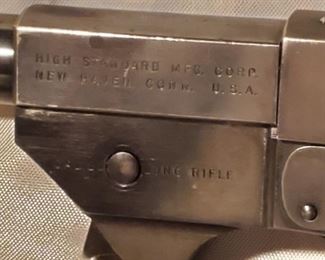 HIGH STANDARD MFG. CORP.
NEW HAVEN, CONN. U.S.A.
LONG RIFLE